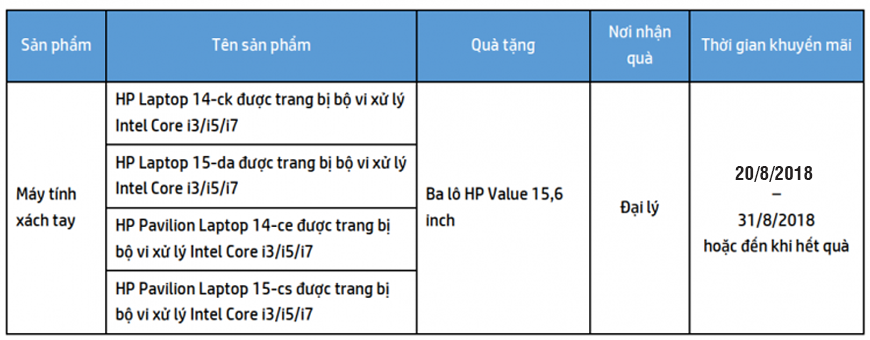 Sản phẩm
Tên sản phẩm
Quà tặng
Nơi nhận
quà
Thời gian khuyến mãi
Máy tính
xách tay
HP Laptop 14-ck được trang bị bộ vi xử lý
Intel Core i3/i5/i7
HP Laptop 15-da được trang bị bộ vi xử lý
Intel Core i3/i5/i7
HP Pavilion Laptop 14-ce được trang bị
bộ vi xử lý Intel Core i3/i5/i7
HP Pavilion Laptop 15-cs được trang bị
bộ vi xử lý Intel Core i3/i5/i7
Ba lô HP Value 15,6
inch
Đại lý
20/8/2018
–
31/8/2018
hoặc đến khi hết quà